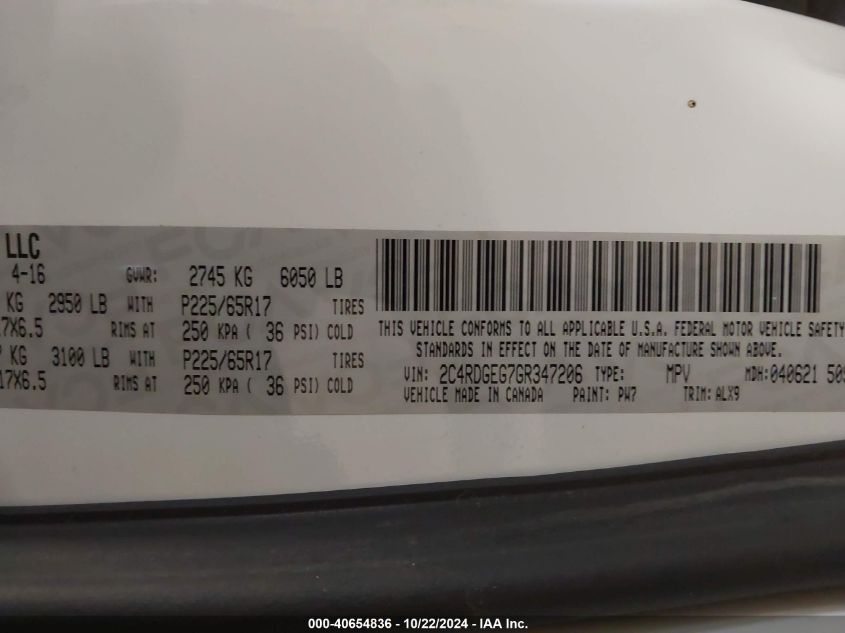 LLC
4-16 GVWR: 2745 KG 6050 LB
KG 2950 LB WITH P225/65R17 TIRES
7X6.5 RIMS AT 250 KPA ( 36 PSI) COLD
KG 3100 LB WITH P225/65R17 TIRES
17X6.5 RIMS AT 250 KPA ( 36 PSI) COLD
THIS VEHICLE CONFORMS TO ALL APPLICABLE U.S.A. FEDERAL MOTOR VEHICLE SAFETY
STANDARDS IN EFFECT ON THE DATE OF MANUFACTURE SHOWN ABOVE.
VIN: 2C4RDGEG7GR347206 TYPE: MPV MDH:040621 50
VEHICLE MADE IN CANADA PAINT: PW7 TRIM: ALX9
000-40654836 - 10/22/2024 - IAA Inc.